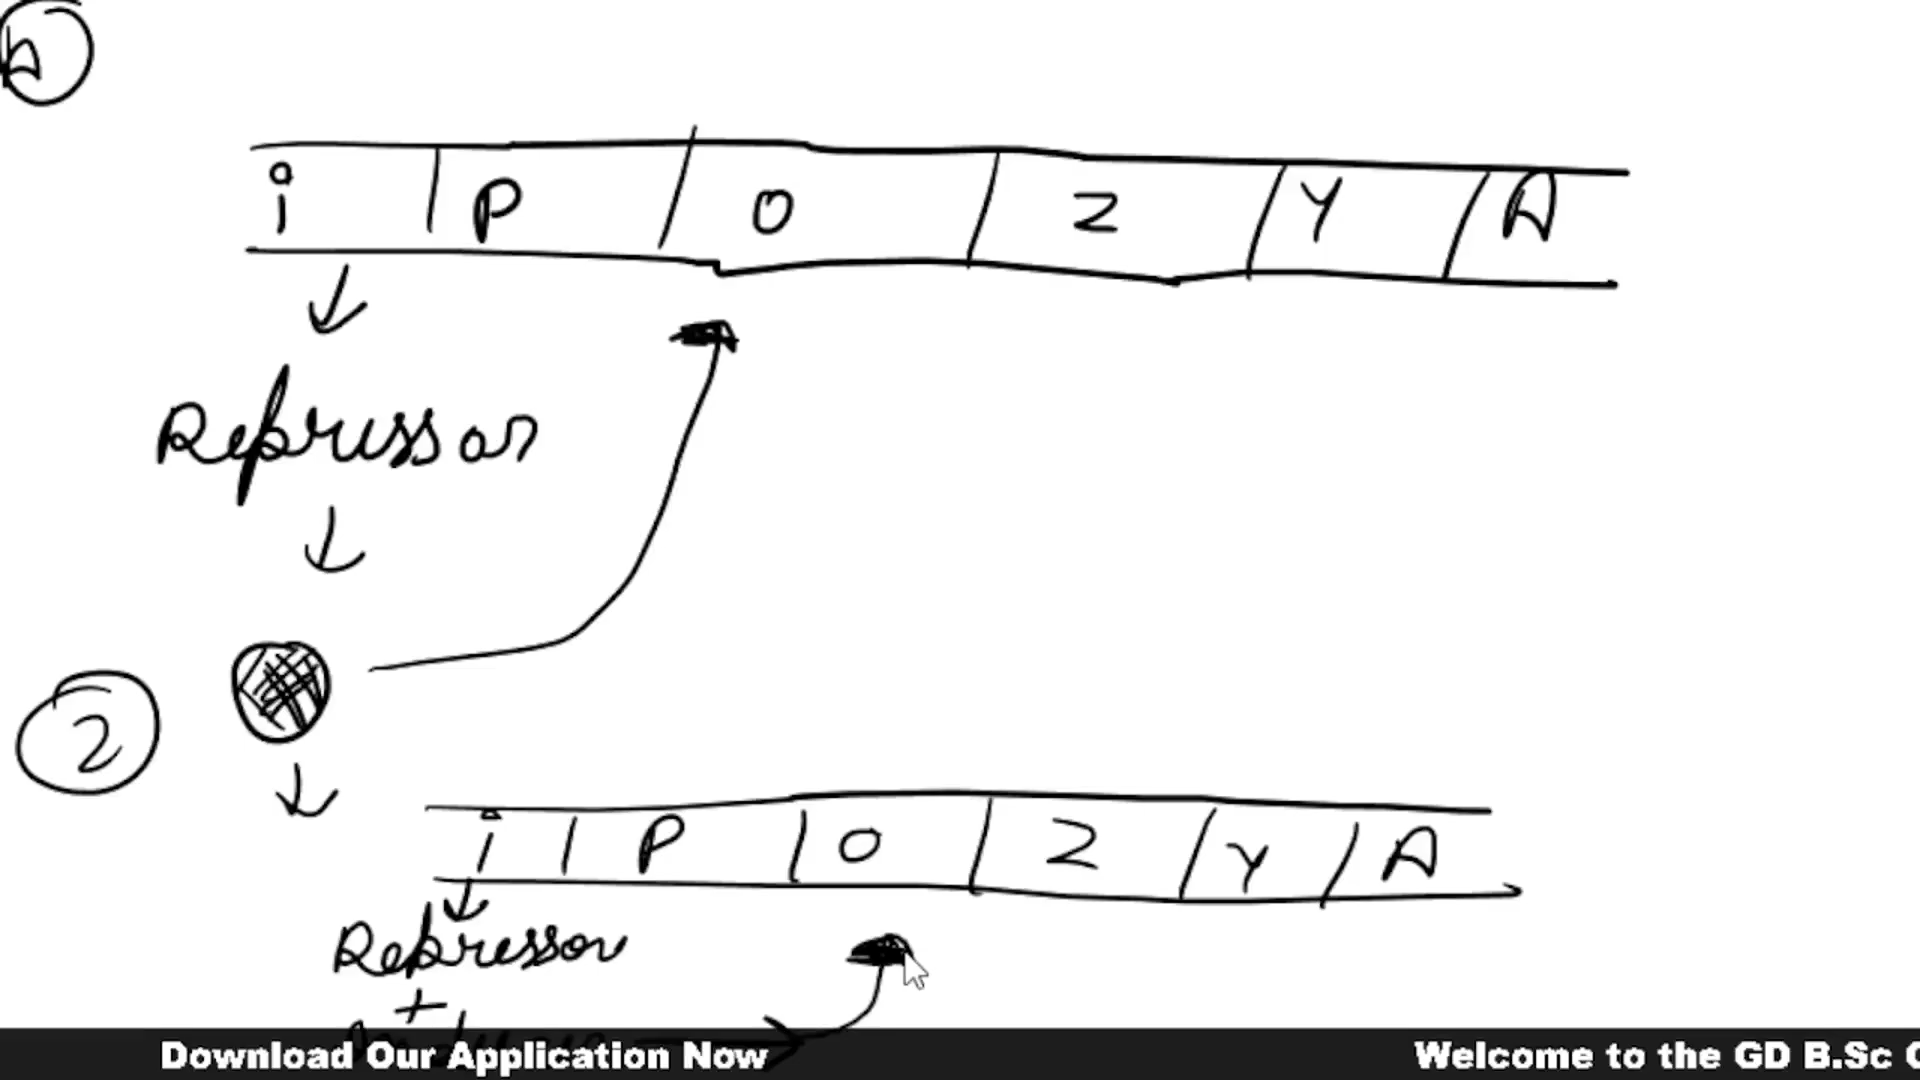 A
i P O Z Y A
Repressor
2
i P O Z Y A
Repressor
+
Download Our Application Now
Welcome to the GD B.Sc